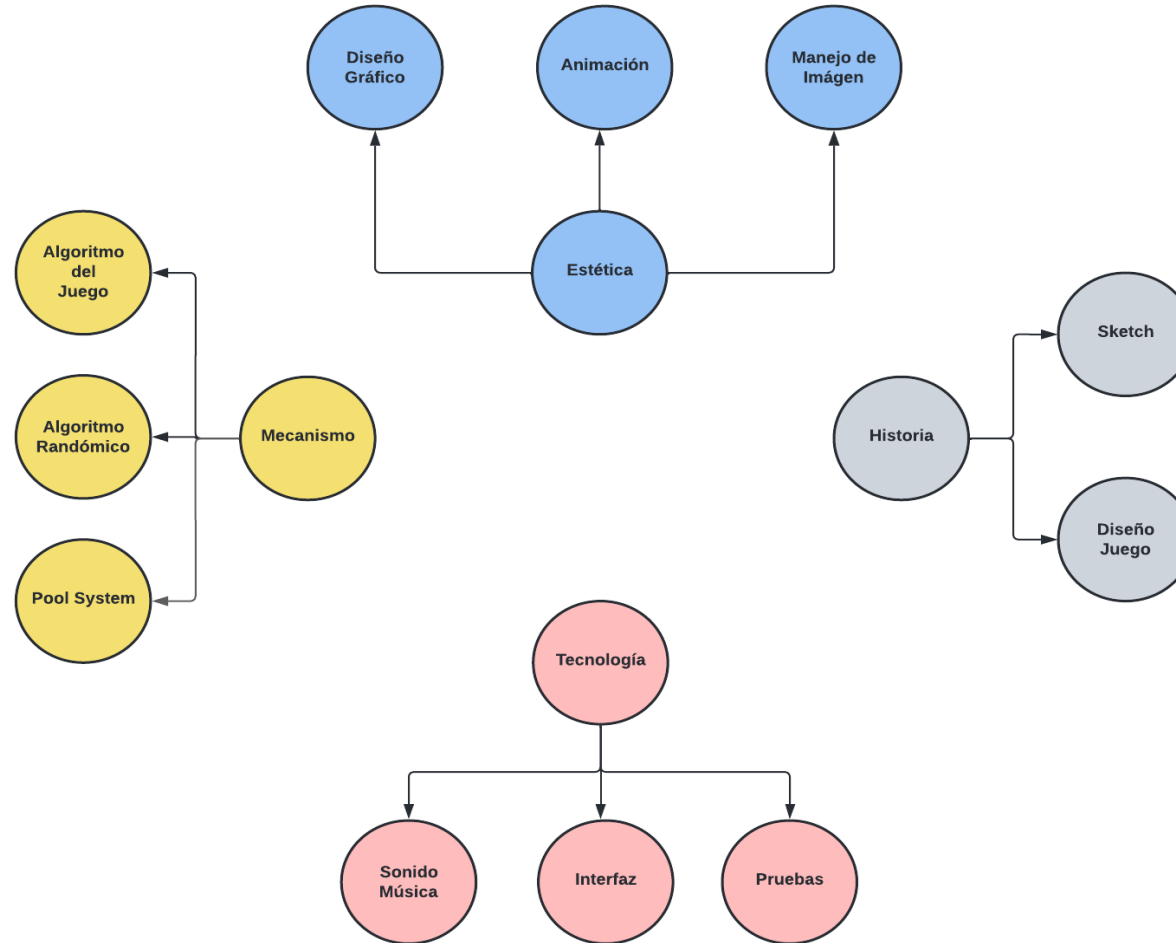 Diseño
Gráfico
Animación
Manejo de
Imágen
Estética
Algoritmo
del
Juego
Algoritmo
Randómico
Pool System
Mecanismo
Historia
Sketch
Diseño
Juego
Tecnología
Sonido
Música
Interfaz
Pruebas